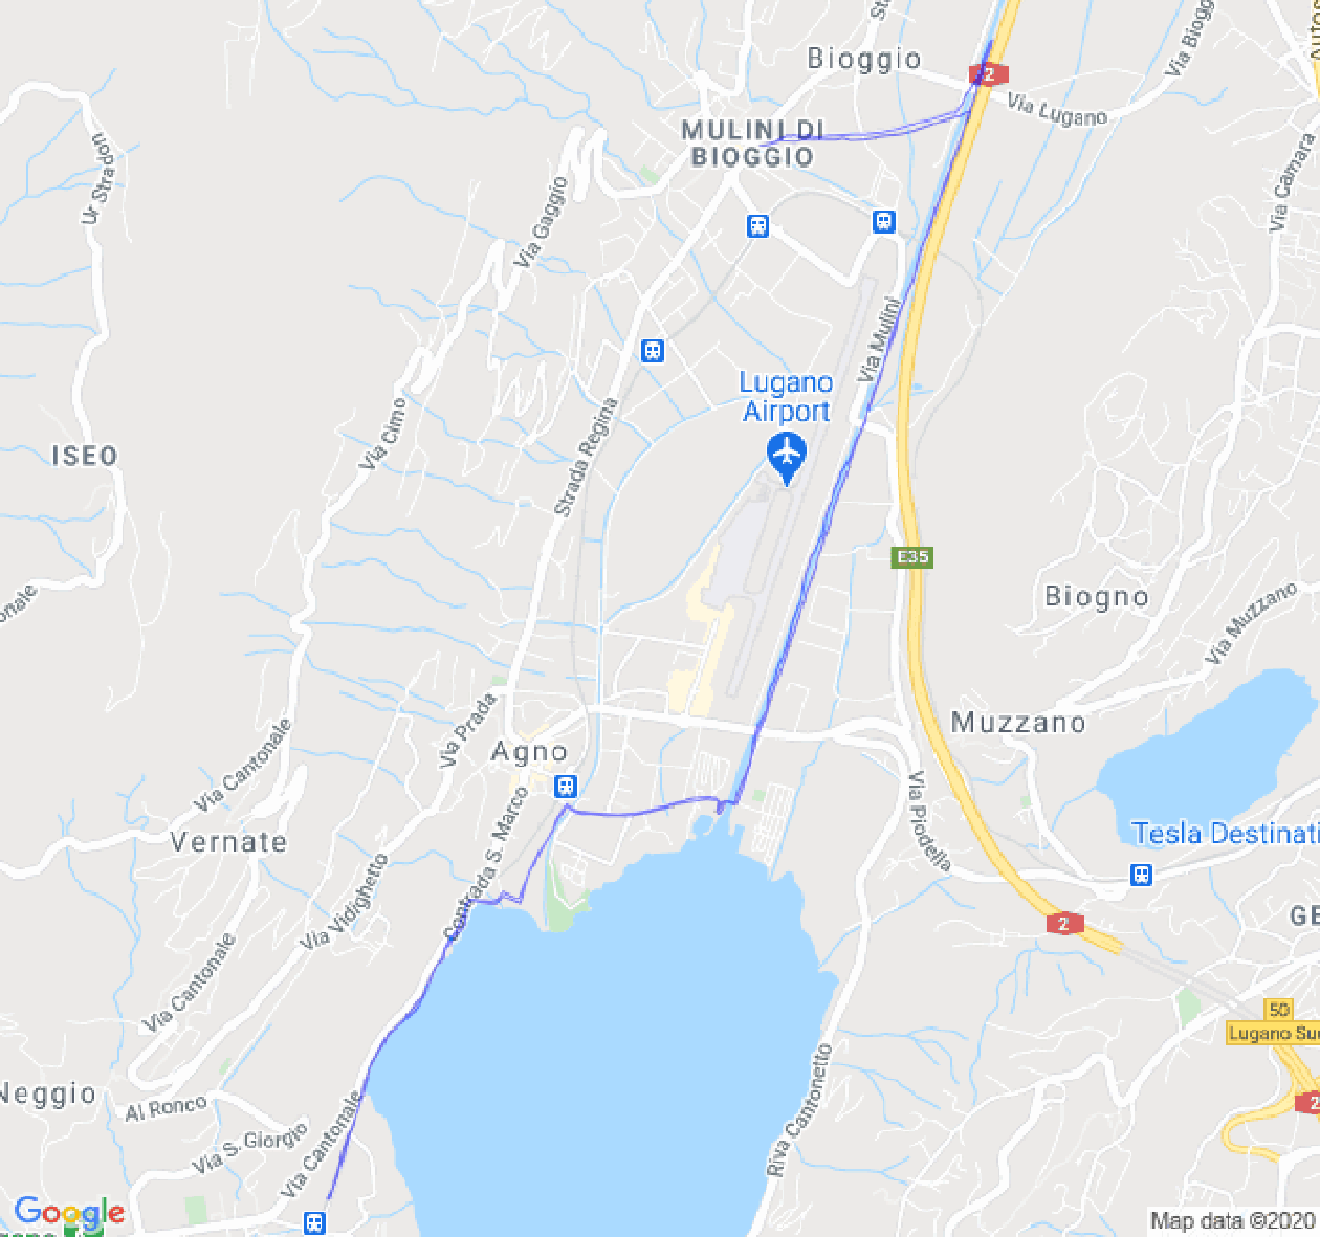 Bioggio
2
Via Lugano
Via Biogg
MULINI DI
BIOGGIO
Ur Stradon
Via Gaggio
Via Camara
Via Mulini
Lugano
Airport
Via Cimo
Strada Regina
ISEO
E35
Biogno
Via Muzzano
Via Prada
Agno
Muzzano
Via Cantonale
Vernate
Contrada S. Marco
Via Piodella
Tesla Destinati
Via Vidighetto
2
GE
Via Cantonale
50
Lugano Sud
Neggio
Al Ronco
Via S. Giorgio
Via Cantonale
Riva Cantonetto
2
Google
Map data ©2020